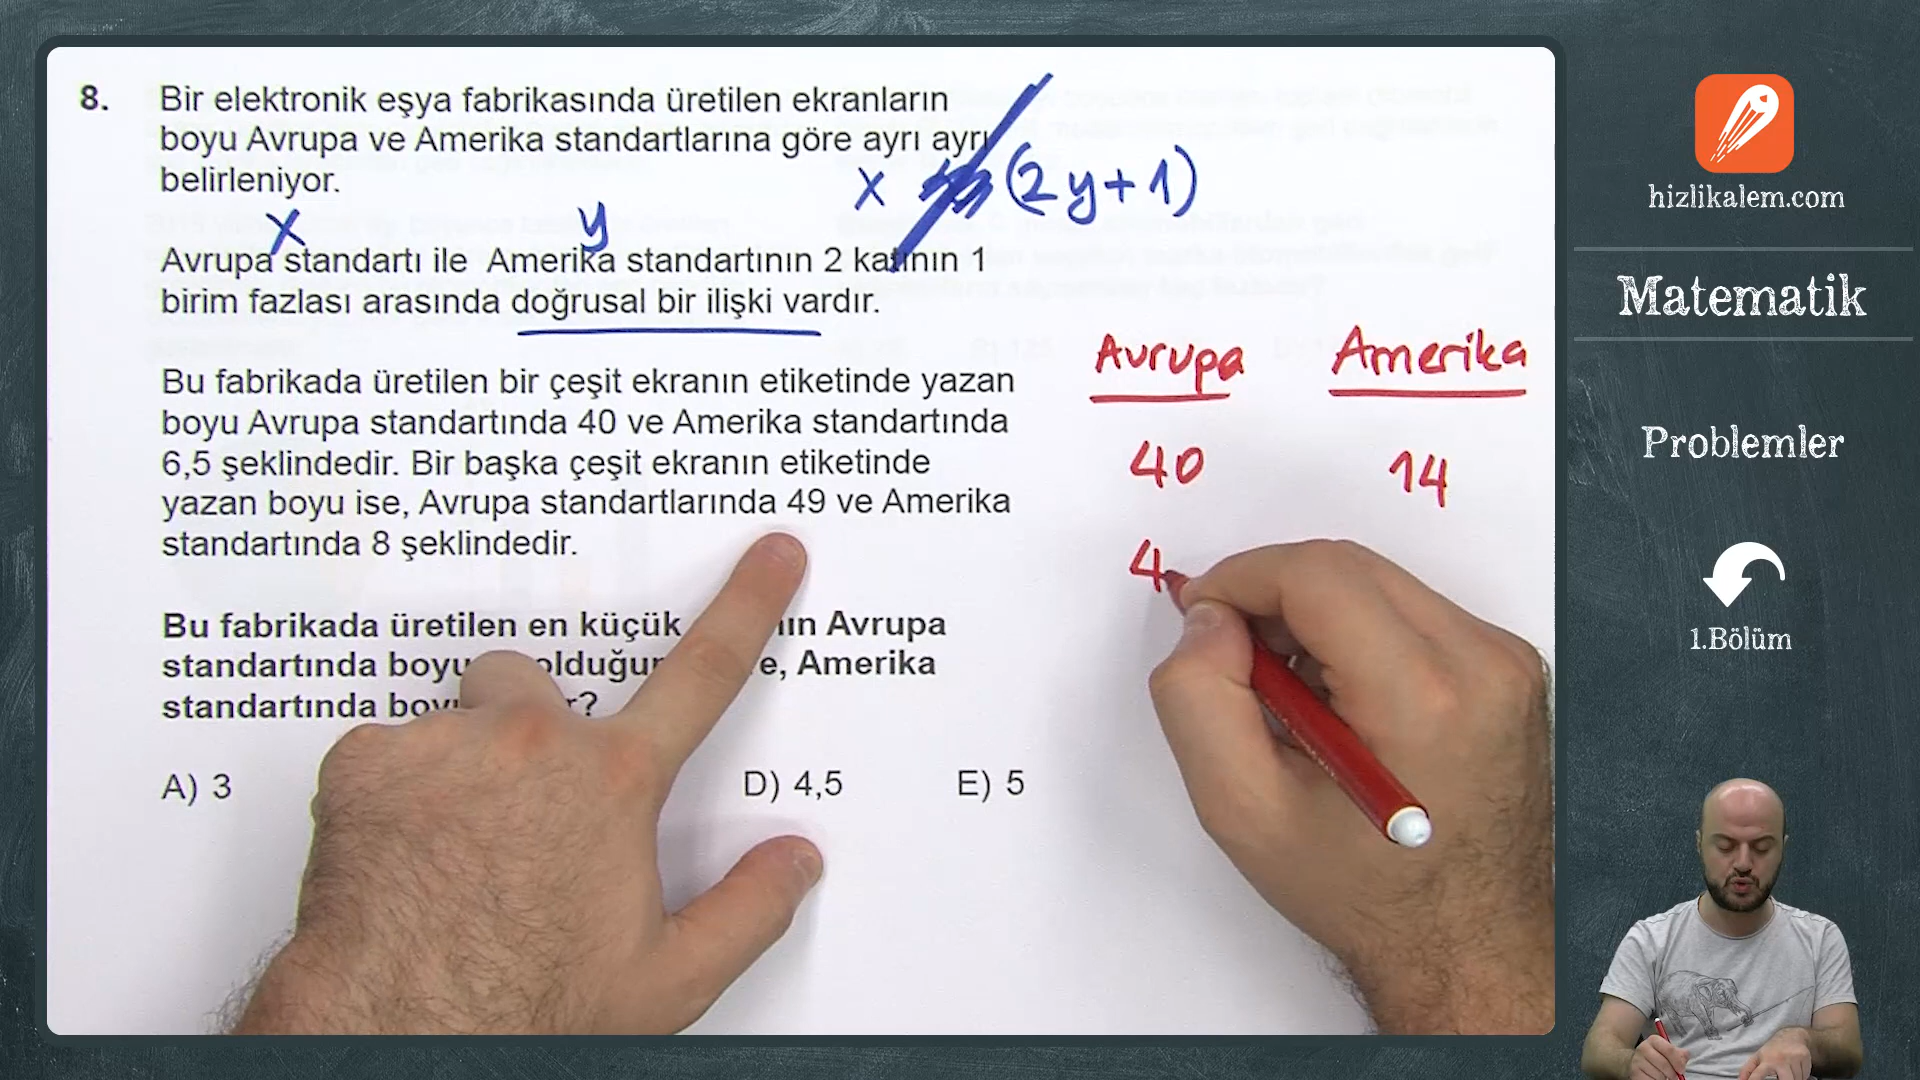 8. Bir elektronik eşya fabrikasında üretilen ekranların
boyu Avrupa ve Amerika standartlarına göre ayrı ayrı
belirleniyor.
x (2y+1)
x y
Avrupa standartı ile Amerika standartının 2 katının 1
birim fazlası arasında doğrusal bir ilişki vardır.
Bu fabrikada üretilen bir çeşit ekranın etiketinde yazan
boyu Avrupa standartında 40 ve Amerika standartında
6,5 şeklindedir. Bir başka çeşit ekranın etiketinde
yazan boyu ise, Avrupa standartlarında 49 ve Amerika
standartında 8 şeklindedir.
Bu fabrikada üretilen en küçük Avrupa
standartında Amerika
standartında
A) 3 D) 4,5 E) 5
Avrupa Amerika
40 14
4
hizlikalem.com
Matematik
Problemler
1.Bölüm